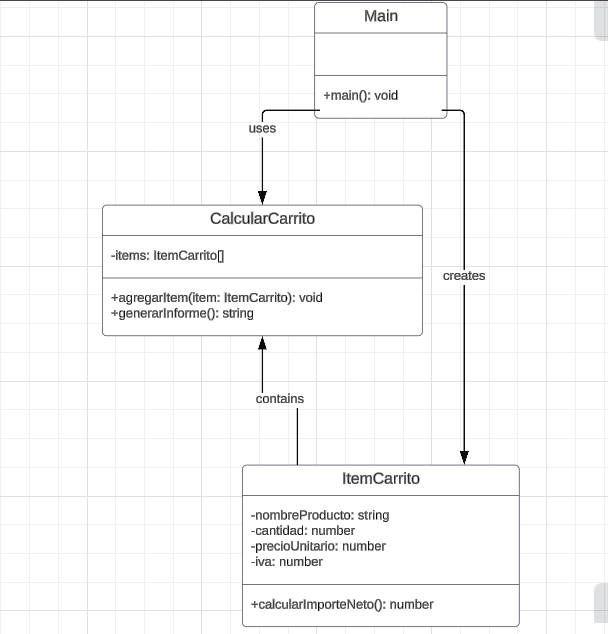 Main
+main(): void
uses
CalcularCarrito
-items: ItemCarrito[]
+agregarItem(item: ItemCarrito): void
+generarInforme(): string
creates
contains
ItemCarrito
-nombreProducto: string
-cantidad: number
-precioUnitario: number
-iva: number
+calcularImporteNeto(): number